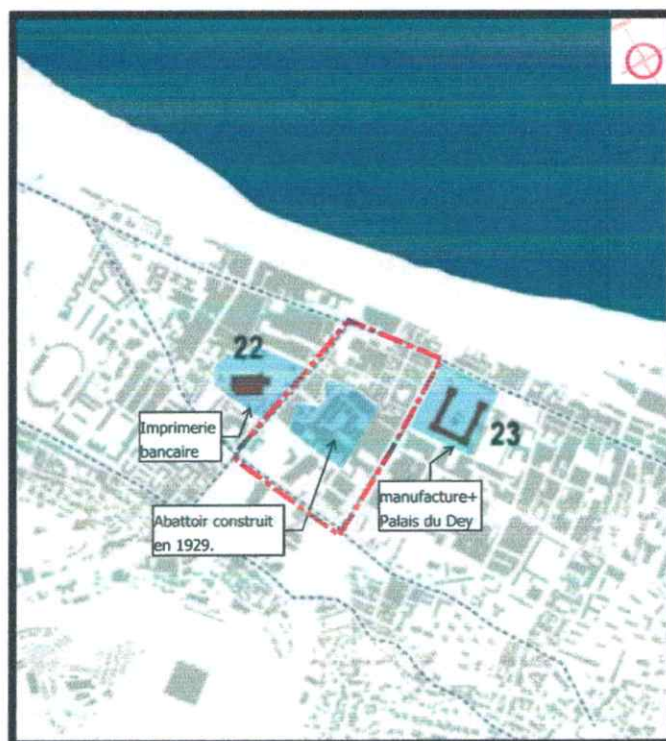 22
Imprimerie
bancaire
Abattoir construit
en 1929.
23
manufacture+
Palais du Dey